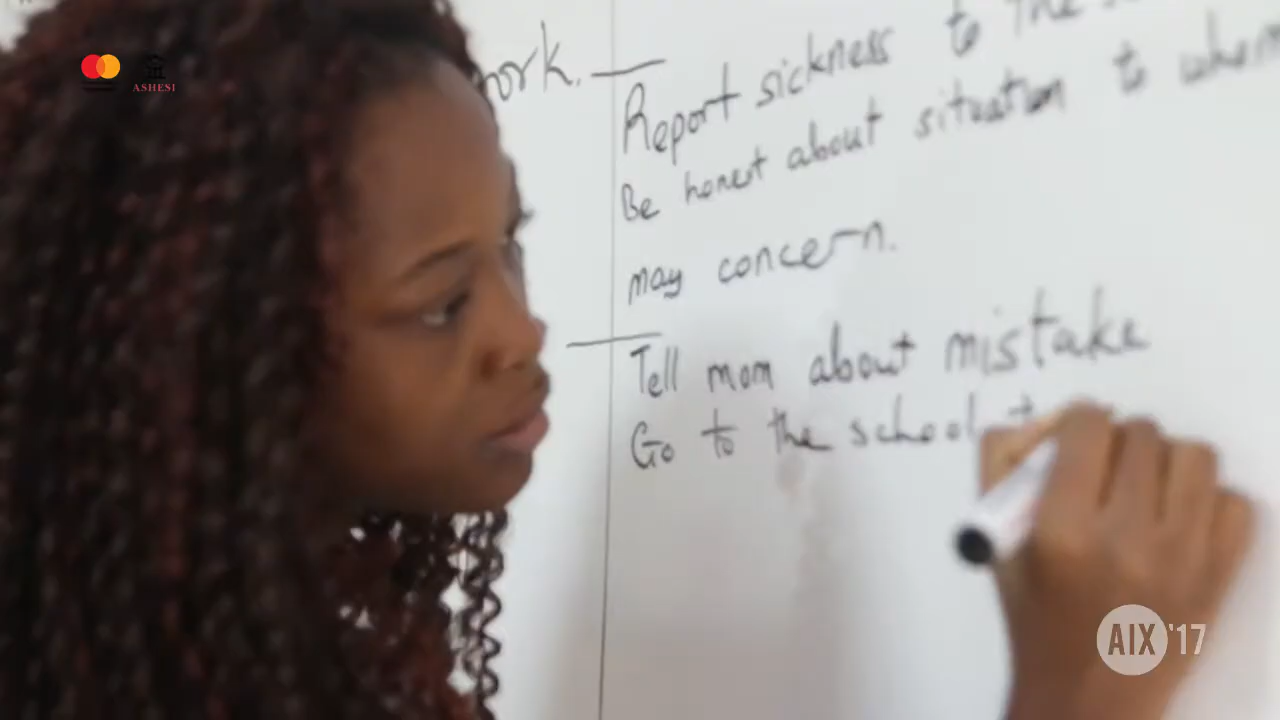 ASHESI
work.
Report sickness to the
Be honest about situation to whom
may concern.
Tell mom about mistake
Go to the school
AIX '17